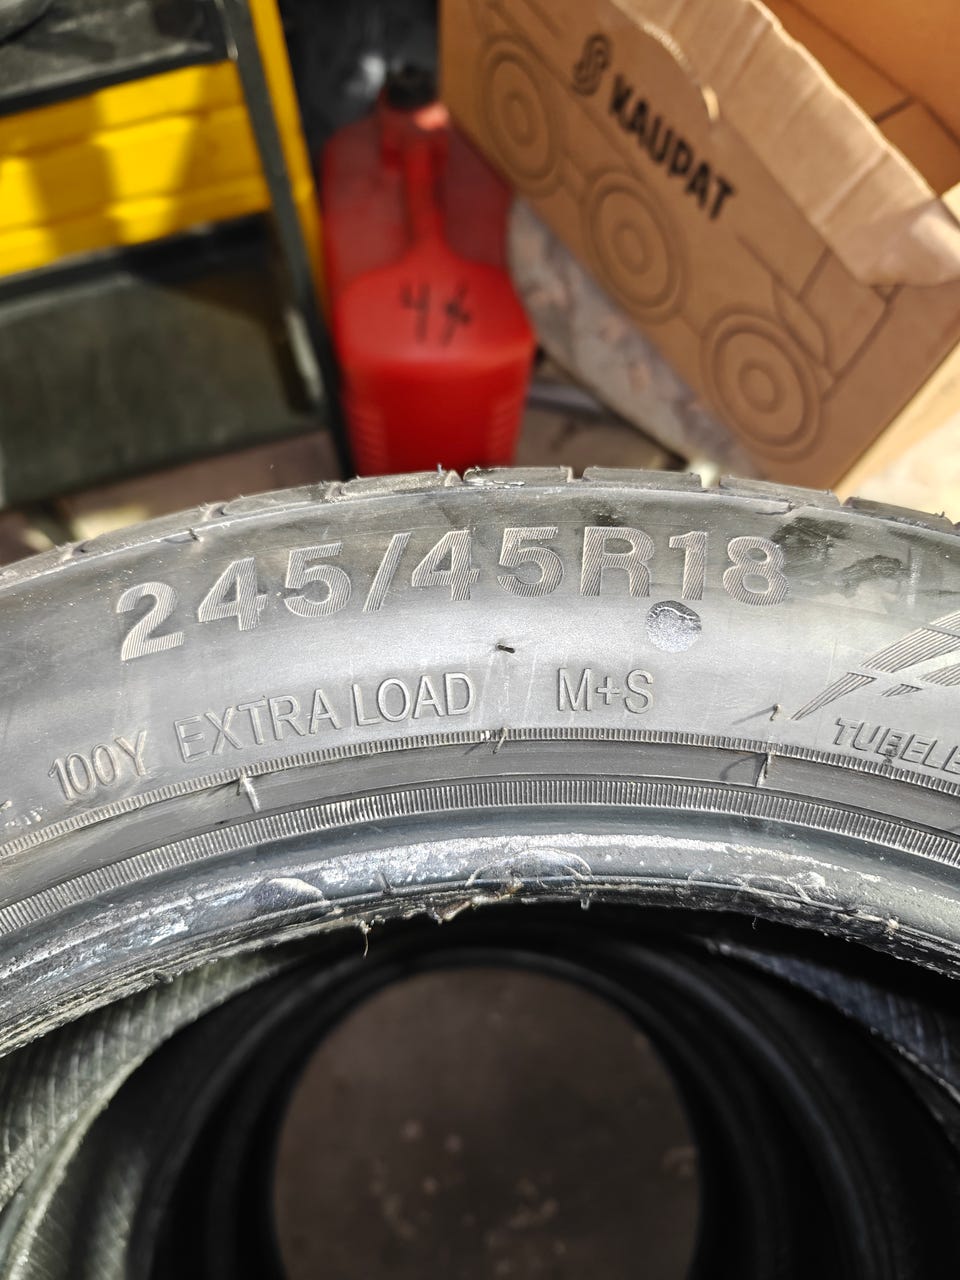 S KAUPAT
4
245/45R18
100Y EXTRA LOAD M+S
TUBELE